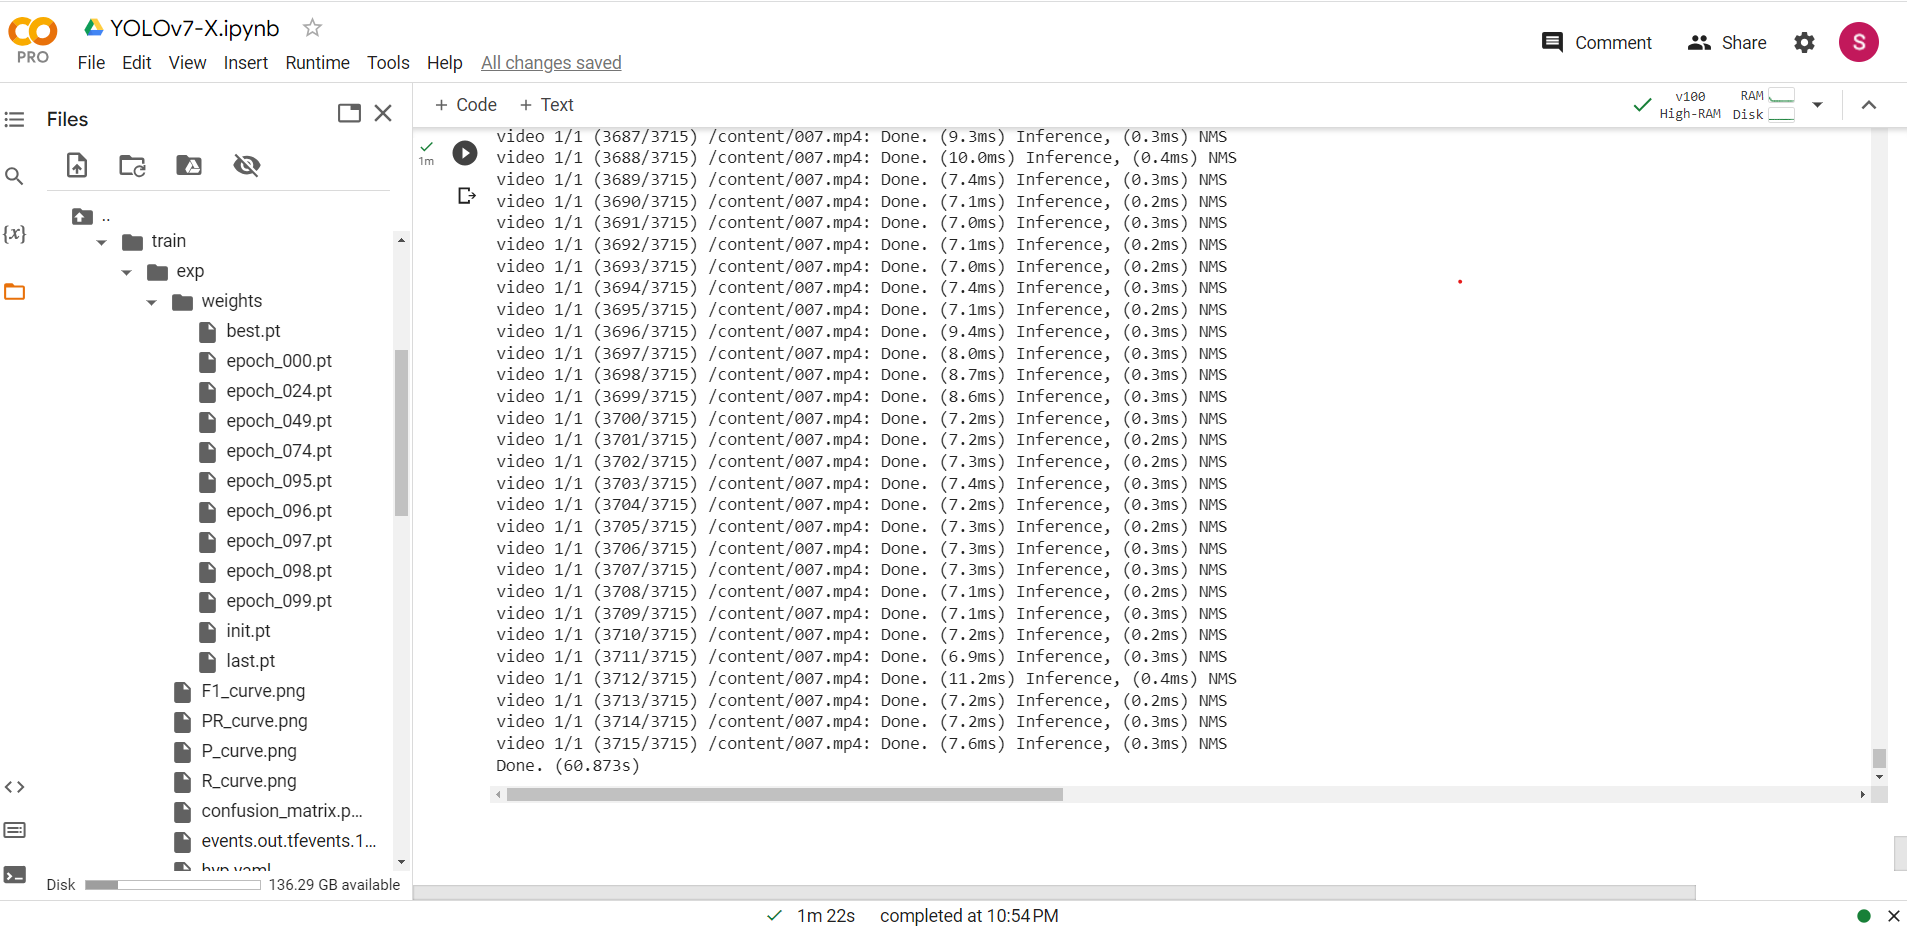 YOLOv7-X.ipynb
PRO
File Edit View Insert Runtime Tools Help All changes saved
Comment Share S
Files
+ Code + Text
v100
High-RAM
RAM
Disk
{x}
..
train
exp
weights
best.pt
epoch_000.pt
epoch_024.pt
epoch_049.pt
epoch_074.pt
epoch_095.pt
epoch_096.pt
epoch_097.pt
epoch_098.pt
epoch_099.pt
init.pt
last.pt
F1_curve.png
PR_curve.png
P_curve.png
R_curve.png
confusion_matrix.p...
events.out.tfevents.1...
hyp.yaml
Disk 136.29 GB available
1m
video 1/1 (3687/3715) /content/007.mp4: Done. (9.3ms) Inference, (0.3ms) NMS
video 1/1 (3688/3715) /content/007.mp4: Done. (10.0ms) Inference, (0.4ms) NMS
video 1/1 (3689/3715) /content/007.mp4: Done. (7.4ms) Inference, (0.3ms) NMS
video 1/1 (3690/3715) /content/007.mp4: Done. (7.1ms) Inference, (0.2ms) NMS
video 1/1 (3691/3715) /content/007.mp4: Done. (7.0ms) Inference, (0.3ms) NMS
video 1/1 (3692/3715) /content/007.mp4: Done. (7.1ms) Inference, (0.2ms) NMS
video 1/1 (3693/3715) /content/007.mp4: Done. (7.0ms) Inference, (0.2ms) NMS
video 1/1 (3694/3715) /content/007.mp4: Done. (7.4ms) Inference, (0.3ms) NMS
video 1/1 (3695/3715) /content/007.mp4: Done. (7.1ms) Inference, (0.2ms) NMS
video 1/1 (3696/3715) /content/007.mp4: Done. (9.4ms) Inference, (0.3ms) NMS
video 1/1 (3697/3715) /content/007.mp4: Done. (8.0ms) Inference, (0.3ms) NMS
video 1/1 (3698/3715) /content/007.mp4: Done. (8.7ms) Inference, (0.3ms) NMS
video 1/1 (3699/3715) /content/007.mp4: Done. (8.6ms) Inference, (0.3ms) NMS
video 1/1 (3700/3715) /content/007.mp4: Done. (7.2ms) Inference, (0.3ms) NMS
video 1/1 (3701/3715) /content/007.mp4: Done. (7.2ms) Inference, (0.2ms) NMS
video 1/1 (3702/3715) /content/007.mp4: Done. (7.3ms) Inference, (0.2ms) NMS
video 1/1 (3703/3715) /content/007.mp4: Done. (7.4ms) Inference, (0.3ms) NMS
video 1/1 (3704/3715) /content/007.mp4: Done. (7.2ms) Inference, (0.3ms) NMS
video 1/1 (3705/3715) /content/007.mp4: Done. (7.3ms) Inference, (0.2ms) NMS
video 1/1 (3706/3715) /content/007.mp4: Done. (7.3ms) Inference, (0.3ms) NMS
video 1/1 (3707/3715) /content/007.mp4: Done. (7.3ms) Inference, (0.3ms) NMS
video 1/1 (3708/3715) /content/007.mp4: Done. (7.1ms) Inference, (0.2ms) NMS
video 1/1 (3709/3715) /content/007.mp4: Done. (7.1ms) Inference, (0.3ms) NMS
video 1/1 (3710/3715) /content/007.mp4: Done. (7.2ms) Inference, (0.2ms) NMS
video 1/1 (3711/3715) /content/007.mp4: Done. (6.9ms) Inference, (0.3ms) NMS
video 1/1 (3712/3715) /content/007.mp4: Done. (11.2ms) Inference, (0.4ms) NMS
video 1/1 (3713/3715) /content/007.mp4: Done. (7.2ms) Inference, (0.2ms) NMS
video 1/1 (3714/3715) /content/007.mp4: Done. (7.2ms) Inference, (0.3ms) NMS
video 1/1 (3715/3715) /content/007.mp4: Done. (7.6ms) Inference, (0.3ms) NMS
Done. (60.873s)
1m 22s completed at 10:54 PM